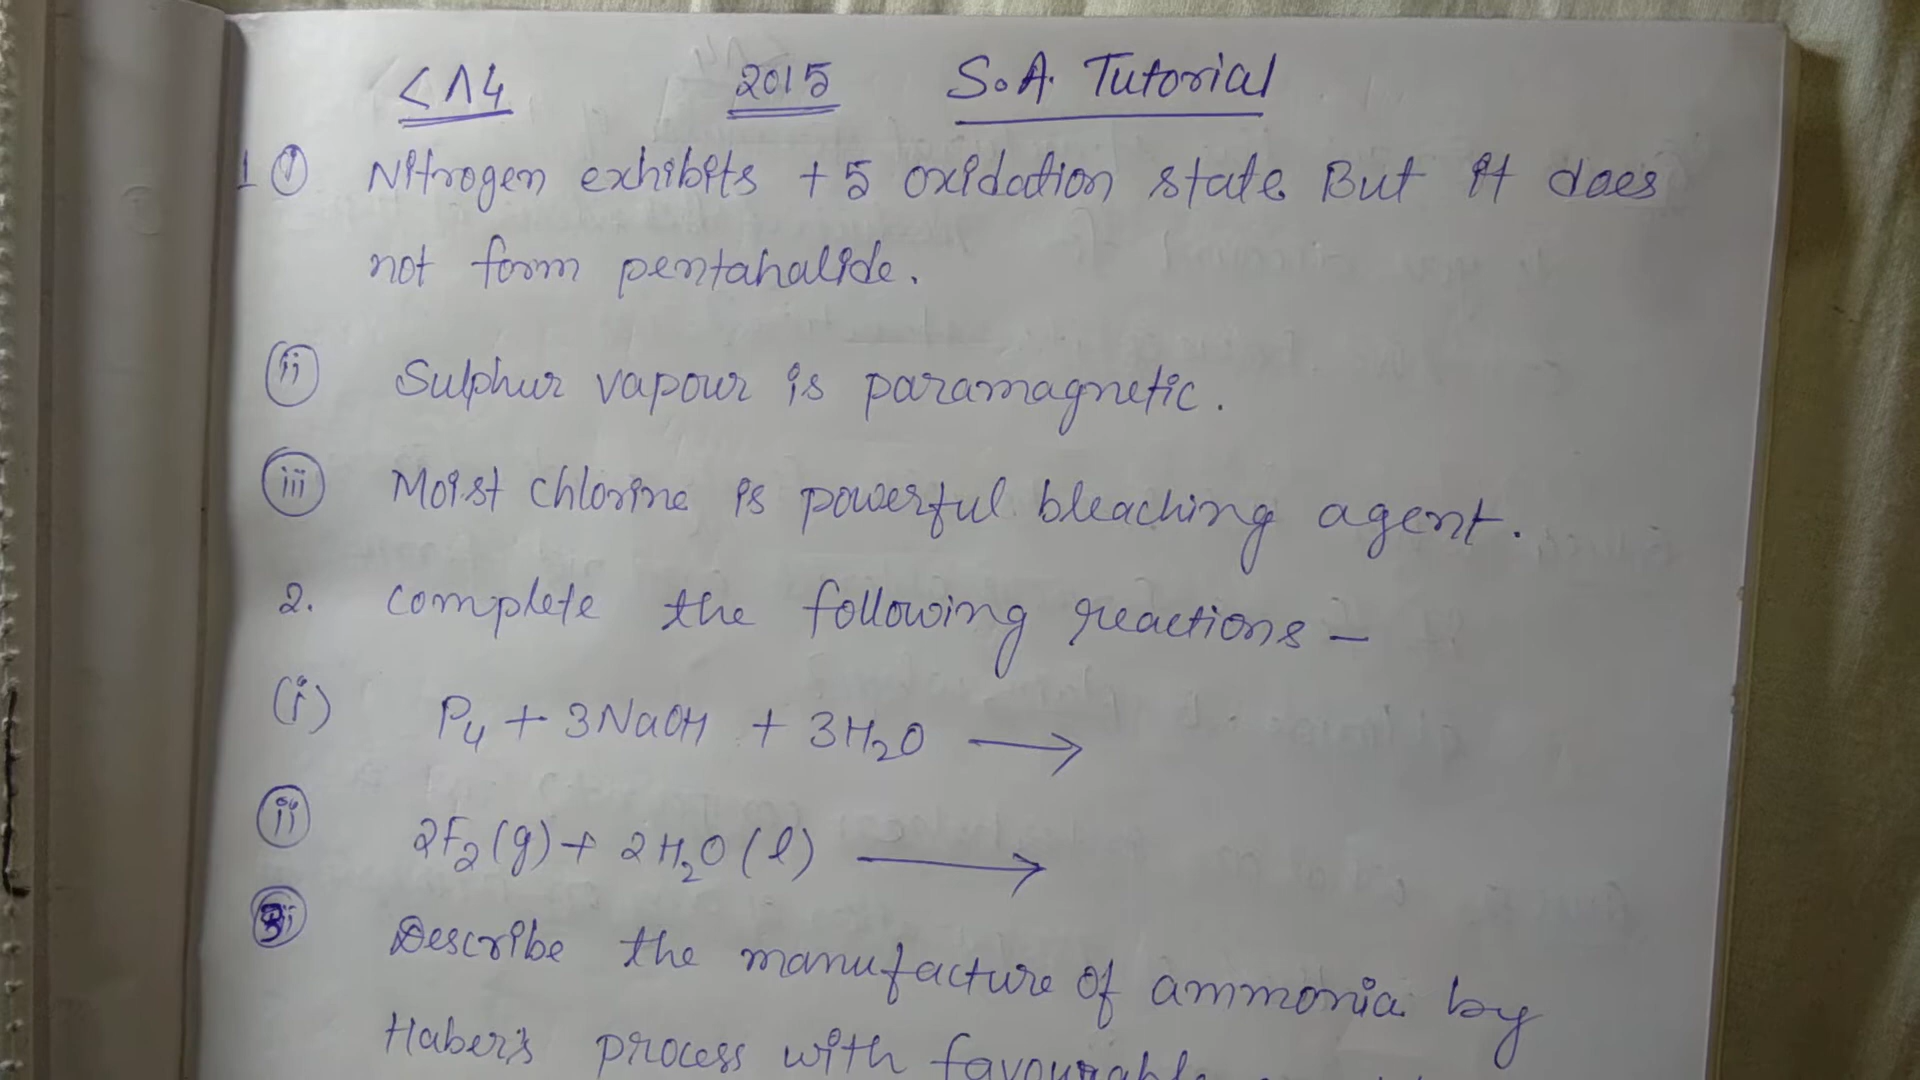 <14 2015 S.A. Tutorial
1 (i) Nitrogen exhibits +5 oxidation state But it does
not form pentahalide.
(ii) Sulphur vapour is paramagnetic.
(iii) Moist chlorine is powerful bleaching agent.
2. Complete the following reactions –
(i) P₄ + 3NaOH + 3H₂O →
(ii) 2F₂(g) + 2H₂O(l) →
3 Describe the manufacture of ammonia by
Haber's process with favourable